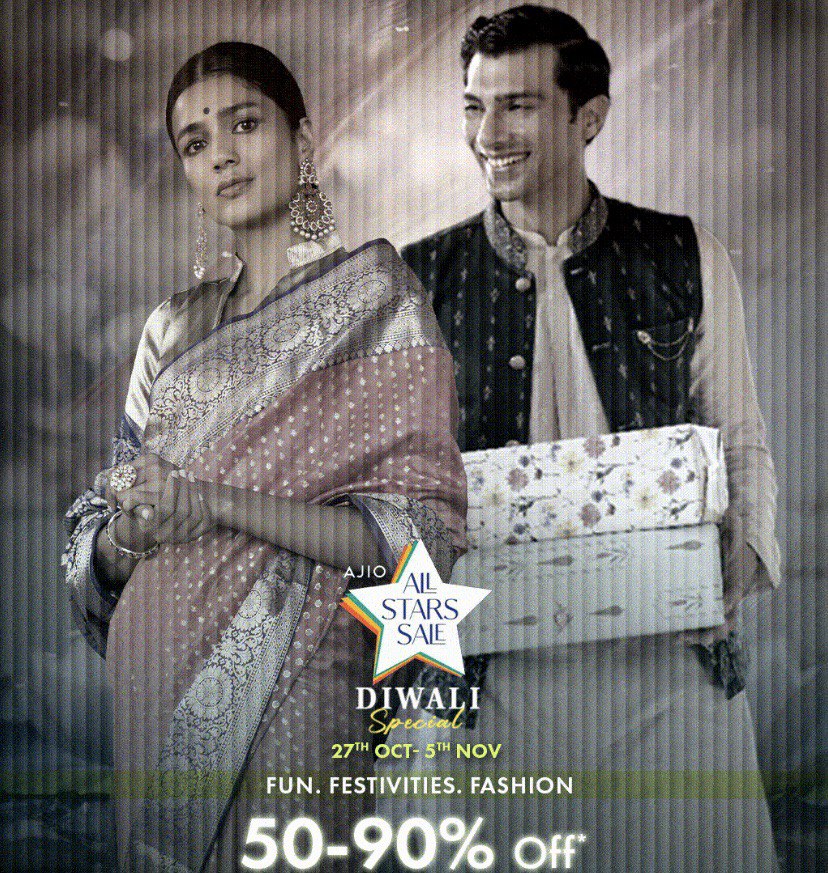 AJIO
ALL
STARS
SALE
DIWALI
Special
27TH OCT- 5TH NOV
FUN. FESTIVITIES. FASHION
50-90% Off*